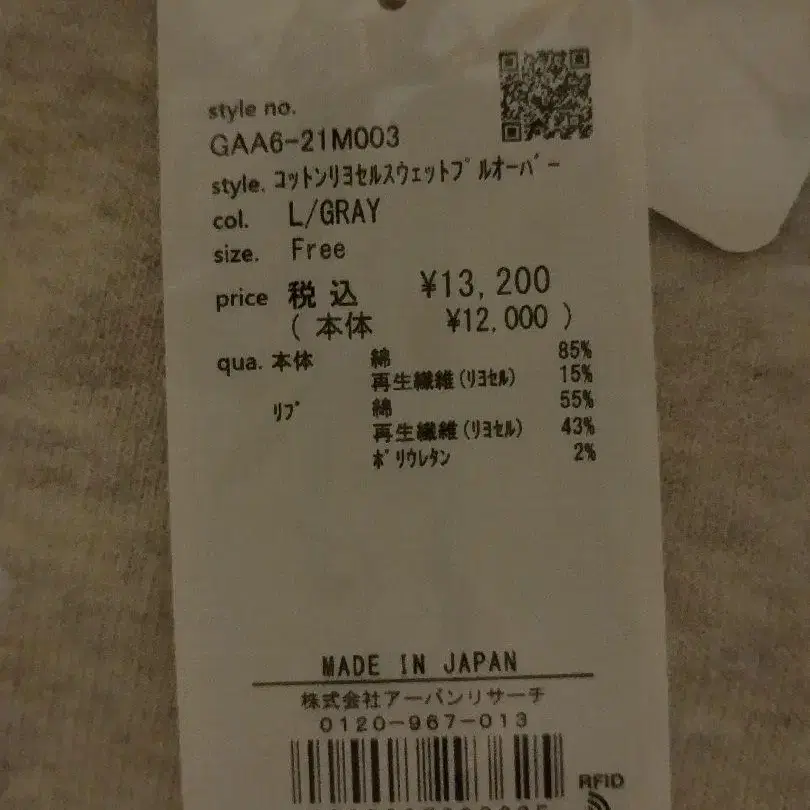 style no.
GAA6-21M003
style. コットンリヨセルスウェットプルオーバー
col. L/GRAY
size. Free
price 税込 ¥13,200
(本体 ¥12,000)
qua. 本体 綿 85%
再生繊維(リヨセル) 15%
リブ 綿 55%
再生繊維(リヨセル) 43%
ポリウレタン 2%
MADE IN JAPAN
株式会社アーバンリサーチ
0120-967-013
RFID